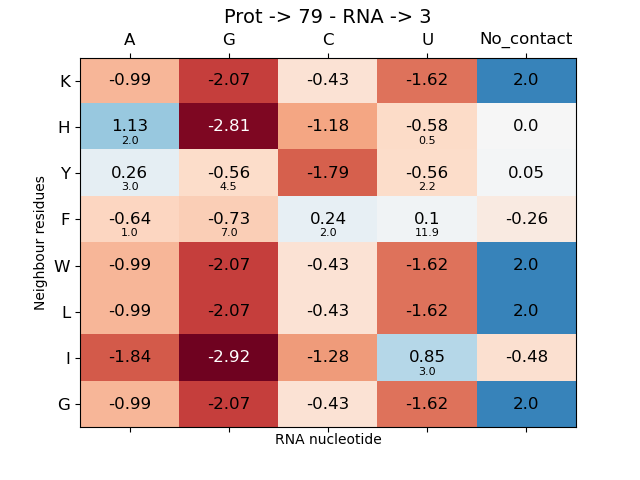 Prot -> 79 - RNA -> 3
A G C U No_contact
K -0.99 -2.07 -0.43 -1.62 2.0
H 1.13 -2.81 -1.18 -0.58 0.0
2.0 0.5
Y 0.26 -0.56 -1.79 -0.56 0.05
3.0 4.5 2.2
F -0.64 -0.73 0.24 0.1 -0.26
1.0 7.0 2.0 11.9
W -0.99 -2.07 -0.43 -1.62 2.0
L -0.99 -2.07 -0.43 -1.62 2.0
I -1.84 -2.92 -1.28 0.85 -0.48
3.0
G -0.99 -2.07 -0.43 -1.62 2.0
Neighbour residues
RNA nucleotide